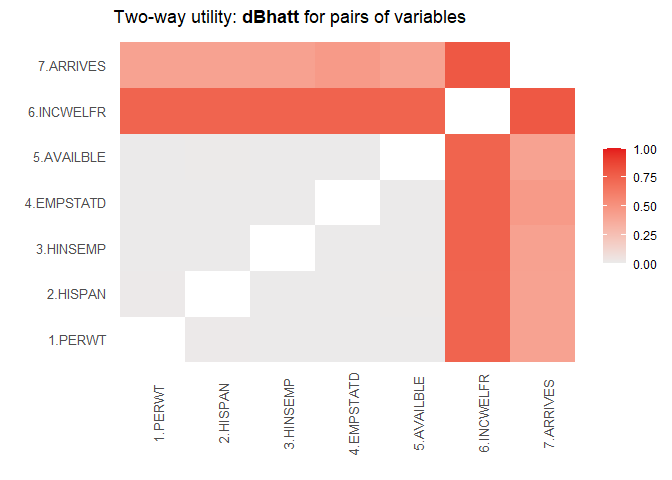 Two-way utility: dBhatt for pairs of variables
7.ARRIVES
6.INCWELFR
5.AVAILBLE
4.EMPSTATD
3.HINSEMP
2.HISPAN
1.PERWT
1.00
0.75
0.50
0.25
0.00
1.PERWT
2.HISPAN
3.HINSEMP
4.EMPSTATD
5.AVAILBLE
6.INCWELFR
7.ARRIVES